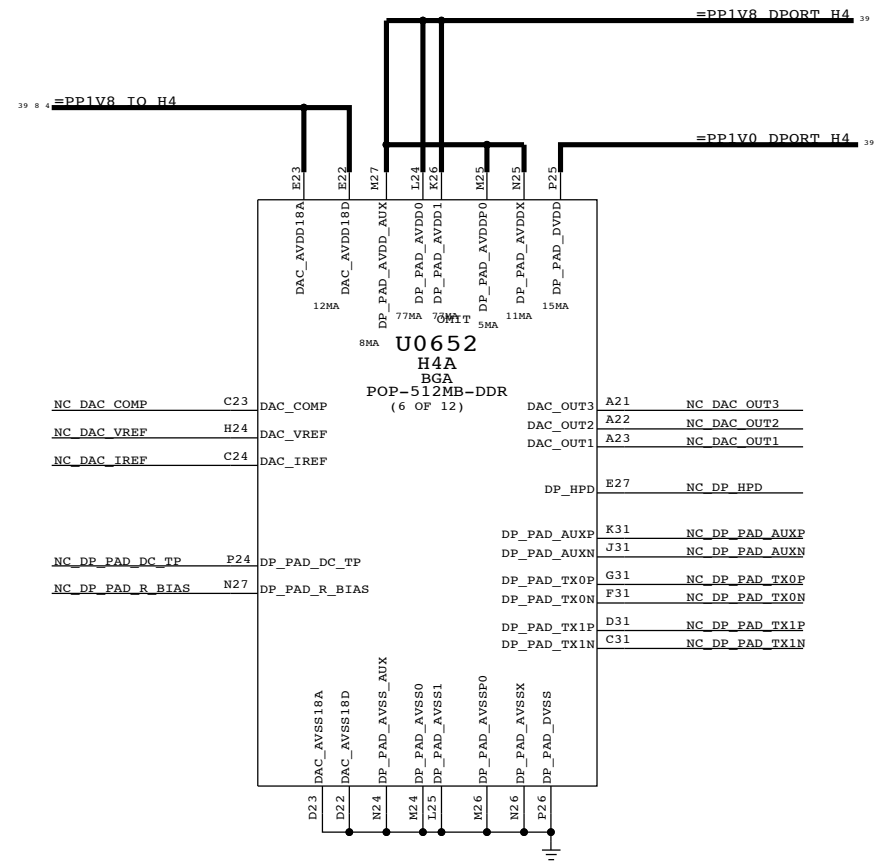 =PP1V8_DPORT_H4 39
39 8 4 =PP1V8_IO_H4
=PP1V0_DPORT_H4 39
E23 E22 M27 L24 K26 M25 N25 P25
DAC_AVDD18A DAC_AVDD18D DP_PAD_AVDD_AUX DP_PAD_AVDD0 DP_PAD_AVDD1 DP_PAD_AVDDP0 DP_PAD_AVDDX DP_PAD_DVDD
12MA 8MA 77MA 77MA 5MA 11MA 15MA
OMIT
U0652
H4A
BGA
POP-512MB-DDR
(6 OF 12)
NC_DAC_COMP C23 DAC_COMP
NC_DAC_VREF H24 DAC_VREF
NC_DAC_IREF C24 DAC_IREF
NC_DP_PAD_DC_TP P24 DP_PAD_DC_TP
NC_DP_PAD_R_BIAS N27 DP_PAD_R_BIAS
DAC_OUT3 A21 NC_DAC_OUT3
DAC_OUT2 A22 NC_DAC_OUT2
DAC_OUT1 A23 NC_DAC_OUT1
DP_HPD E27 NC_DP_HPD
DP_PAD_AUXP K31 NC_DP_PAD_AUXP
DP_PAD_AUXN J31 NC_DP_PAD_AUXN
DP_PAD_TX0P G31 NC_DP_PAD_TX0P
DP_PAD_TX0N F31 NC_DP_PAD_TX0N
DP_PAD_TX1P D31 NC_DP_PAD_TX1P
DP_PAD_TX1N C31 NC_DP_PAD_TX1N
DAC_AVSS18A DAC_AVSS18D DP_PAD_AVSS_AUX DP_PAD_AVSS0 DP_PAD_AVSS1 DP_PAD_AVSSP0 DP_PAD_AVSSX DP_PAD_DVSS
D23 D22 N24 M24 L25 M26 N26 P26